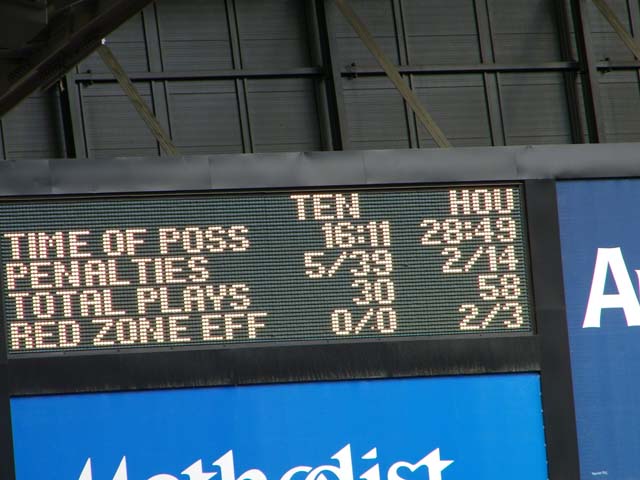 TEN HOU
TIME OF POSS 16:11 28:49
PENALTIES 5/39 2/14
TOTAL PLAYS 30 58
RED ZONE EFF 0/0 2/3
A
Methodist